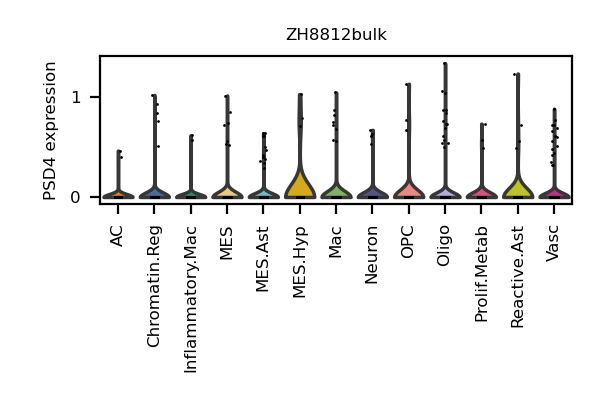 ZH8812bulk
PSD4 expression
1
0
AC
Chromatin.Reg
Inflammatory.Mac
MES
MES.Ast
MES.Hyp
Mac
Neuron
OPC
Oligo
Prolif.Metab
Reactive.Ast
Vasc